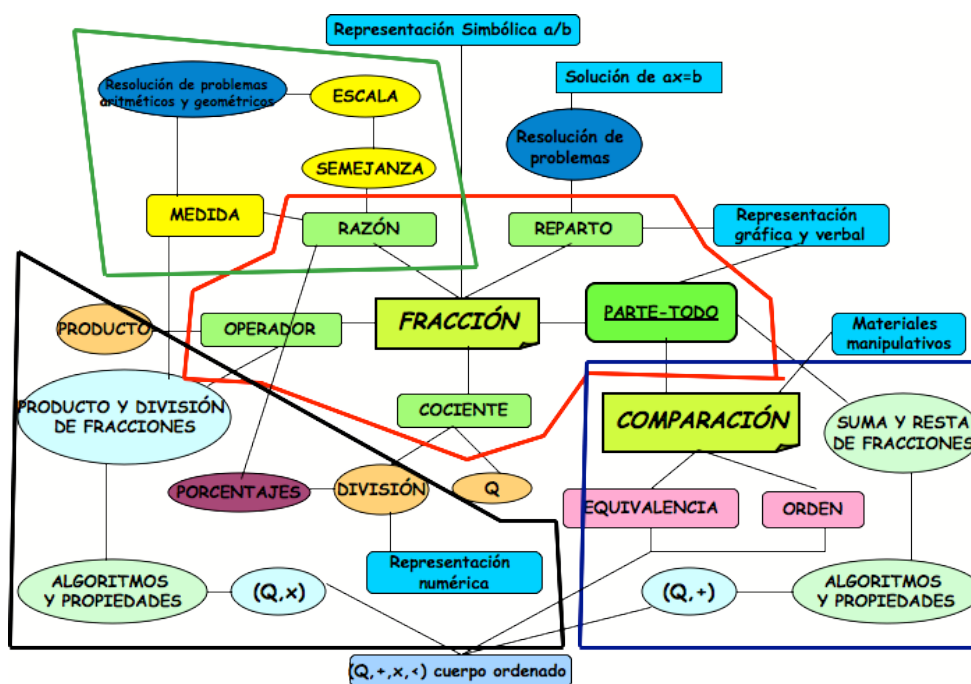 Representación Simbólica a/b
Solución de ax=b
Resolución de problemas
aritméticos y geométricos
ESCALA
Resolución de
problemas
SEMEJANZA
MEDIDA
RAZÓN
REPARTO
Representación
gráfica y verbal
PRODUCTO
OPERADOR
FRACCIÓN
PARTE-TODO
Materiales
manipulativos
PRODUCTO Y DIVISIÓN
DE FRACCIONES
COCIENTE
COMPARACIÓN
SUMA Y RESTA
DE FRACCIONES
PORCENTAJES
DIVISIÓN
Q
EQUIVALENCIA
ORDEN
Representación
numérica
ALGORITMOS
Y PROPIEDADES
(Q,x)
(Q,+)
ALGORITMOS
Y PROPIEDADES
(Q,+,x,<) cuerpo ordenado